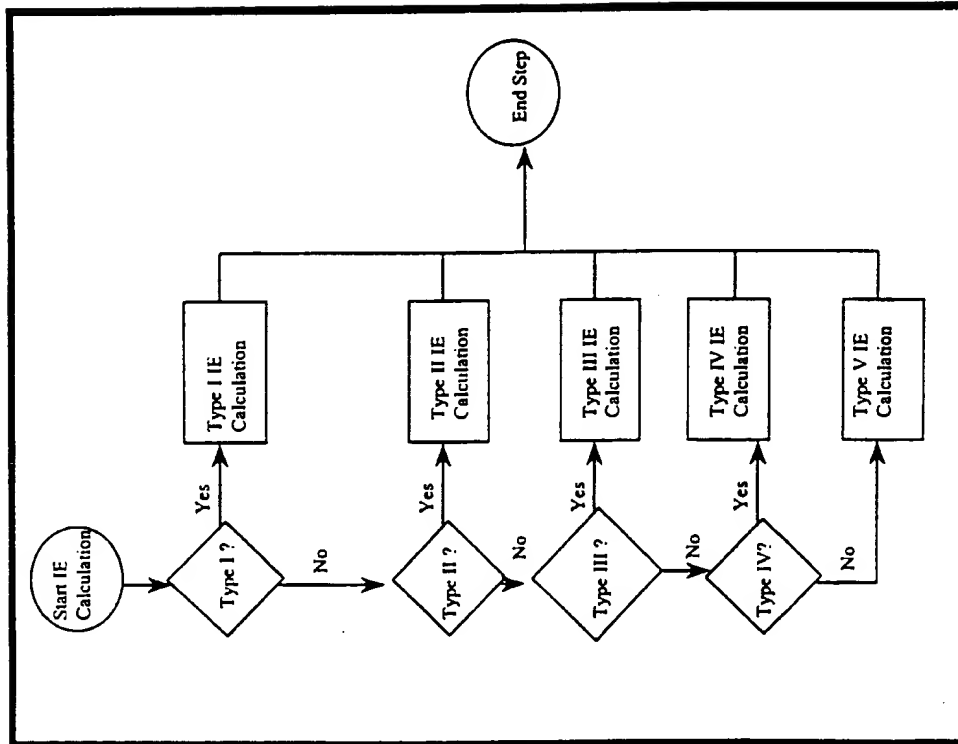 Start IE
Calculation
Type I ?
Yes
No
Type I IE
Calculation
Type II ?
Yes
No
Type II IE
Calculation
Type III ?
Yes
No
Type III IE
Calculation
Type IV?
Yes
No
Type IV IE
Calculation
Type V IE
Calculation
End Step